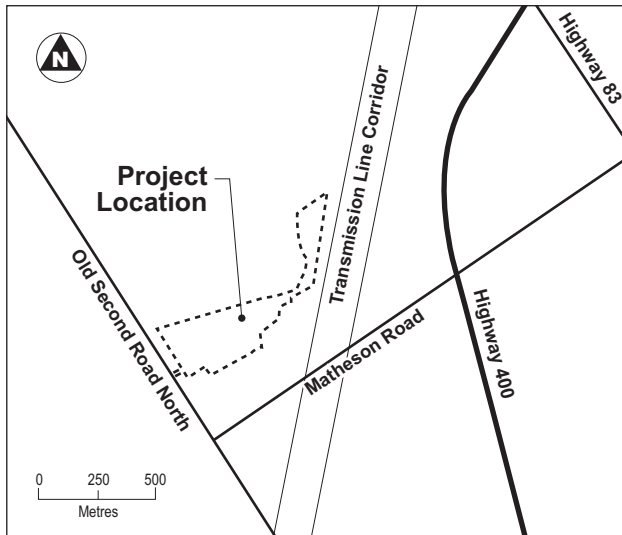 N
Highway 83
Transmission Line Corridor
Project
Location
Old Second Road North
Matheson Road
Highway 400
0 250 500
Metres